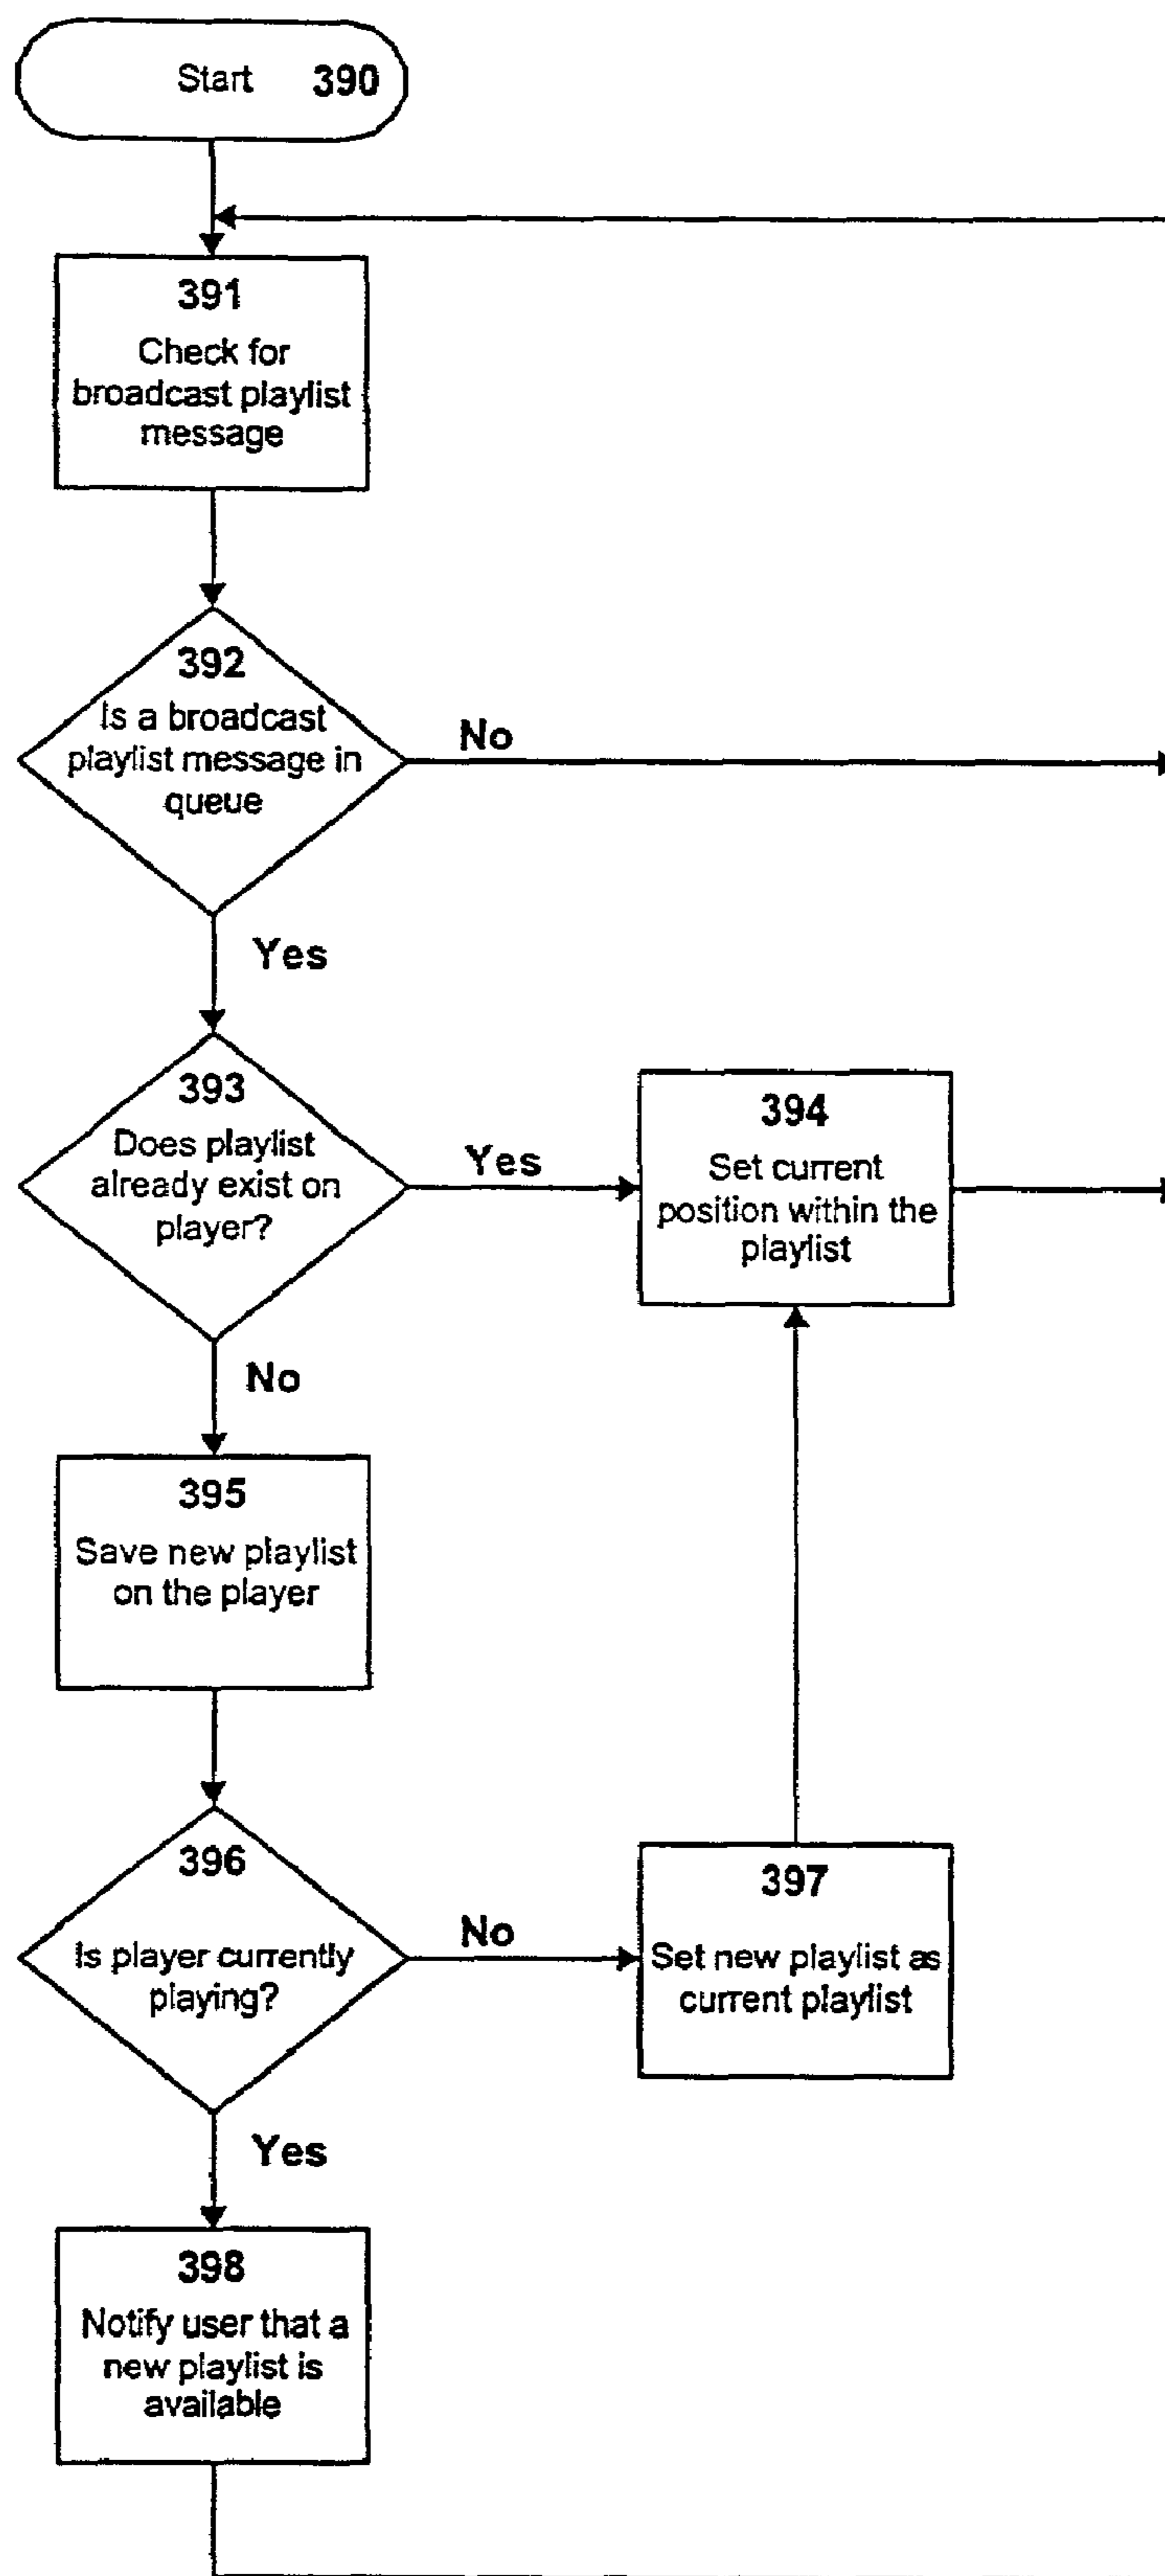 Start 390
391
Check for
broadcast playlist
message
392
Is a broadcast
playlist message in
queue
No
Yes
393
Does playlist
already exist on
player?
Yes
394
Set current
position within the
playlist
No
395
Save new playlist
on the player
396
Is player currently
playing?
No
397
Set new playlist as
current playlist
Yes
398
Notify user that a
new playlist is
available